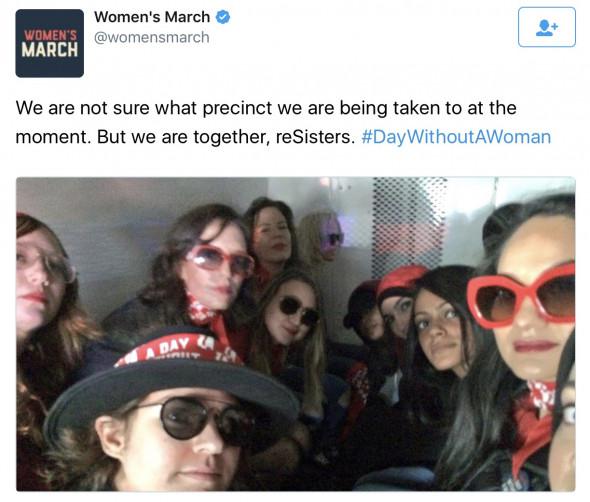 WOMEN'S
MARCH
Women's March
@womensmarch
We are not sure what precinct we are being taken to at the
moment. But we are together, reSisters. #DayWithoutAWoman
A DAY